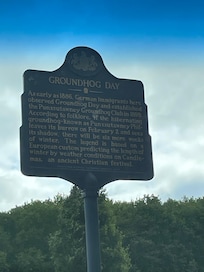 GROUNDHOG DAY
As early as 1886, German immigrants here
observed Groundhog Day and established
the Punxsutawney Groundhog Club in 1899.
According to folklore, if the hibernating
groundhog—known as Punxsutawney Phil—
leaves its burrow on February 2 and sees
its shadow, there will be six more weeks
of winter. The legend is based on a
European custom predicting the length of
winter by weather conditions on Candle-
mas, an ancient Christian festival.